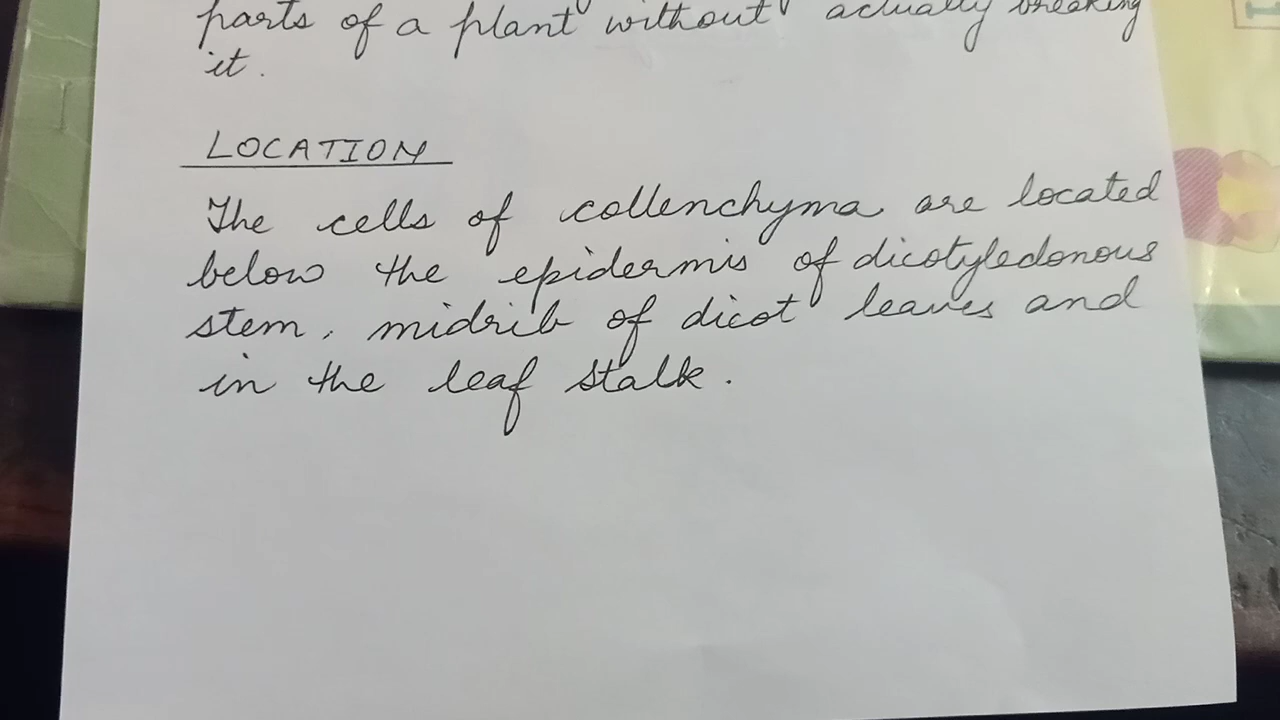 parts of a plant without actually breaking
it.
LOCATION
The cells of collenchyma are located
below the epidermis of dicotyledonous
stem, midrib of dicot leaves and
in the leaf stalk.